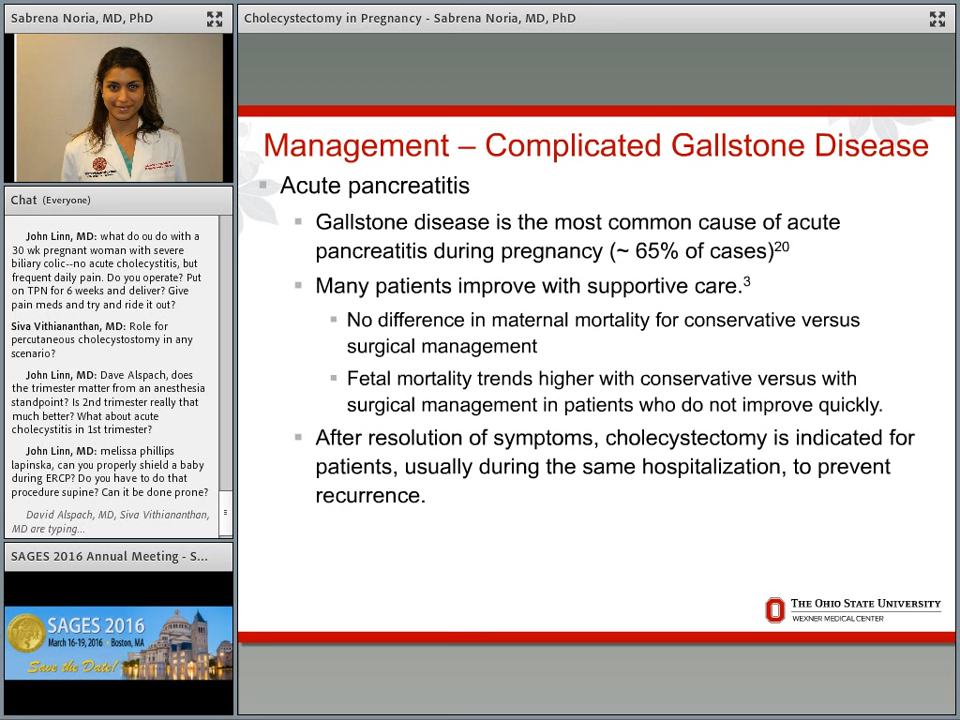 Sabrena Noria, MD, PhD
Cholecystectomy in Pregnancy - Sabrena Noria, MD, PhD
Chat (Everyone)
John Linn, MD: what do ou do with a
30 wk pregnant woman with severe
biliary colic--no acute cholecystitis, but
frequent daily pain. Do you operate? Put
on TPN for 6 weeks and deliver? Give
pain meds and try and ride it out?
Siva Vithiananthan, MD: Role for
percutaneous cholecystostomy in any
scenario?
John Linn, MD: Dave Alspach, does
the trimester matter from an anesthesia
standpoint? Is 2nd trimester really that
much better? What about acute
cholecystitis in 1st trimester?
John Linn, MD: melissa phillips
lapinska, can you properly shield a baby
during ERCP? Do you have to do that
procedure supine? Can it be done prone?
David Alspach, MD, Siva Vithiananthan,
MD are typing...
SAGES 2016 Annual Meeting - S...
SAGES 2016
March 16-19, 2016 Boston, MA
Save the Date!
Management – Complicated Gallstone Disease
Acute pancreatitis
Gallstone disease is the most common cause of acute
pancreatitis during pregnancy (~ 65% of cases)20
Many patients improve with supportive care.3
No difference in maternal mortality for conservative versus
surgical management
Fetal mortality trends higher with conservative versus with
surgical management in patients who do not improve quickly.
After resolution of symptoms, cholecystectomy is indicated for
patients, usually during the same hospitalization, to prevent
recurrence.
THE OHIO STATE UNIVERSITY
WEXNER MEDICAL CENTER